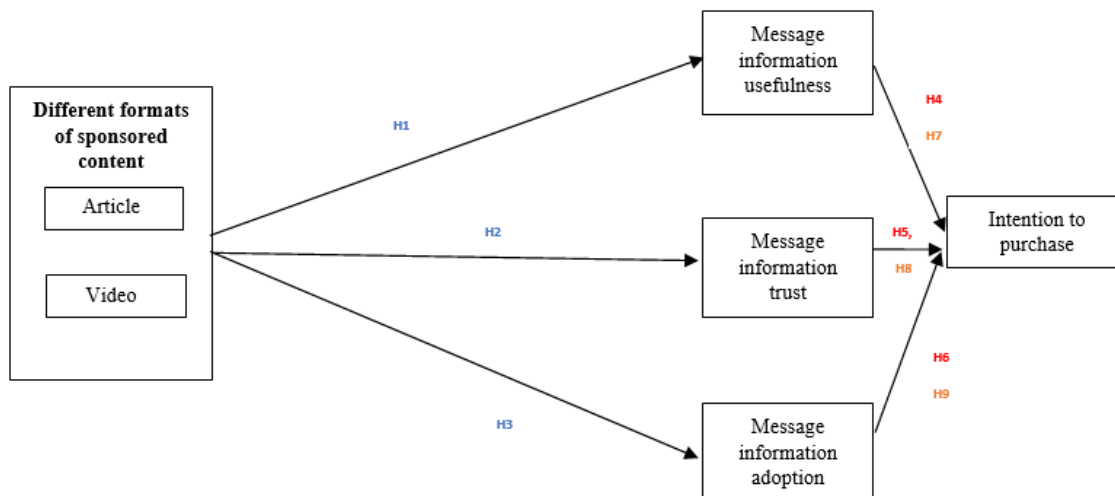 Different formats
of sponsored
content
Article
Video
H1
H2
H3
Message
information
usefulness
Message
information
trust
Message
information
adoption
H4
H7
H5,
H8
H6
H9
Intention to
purchase